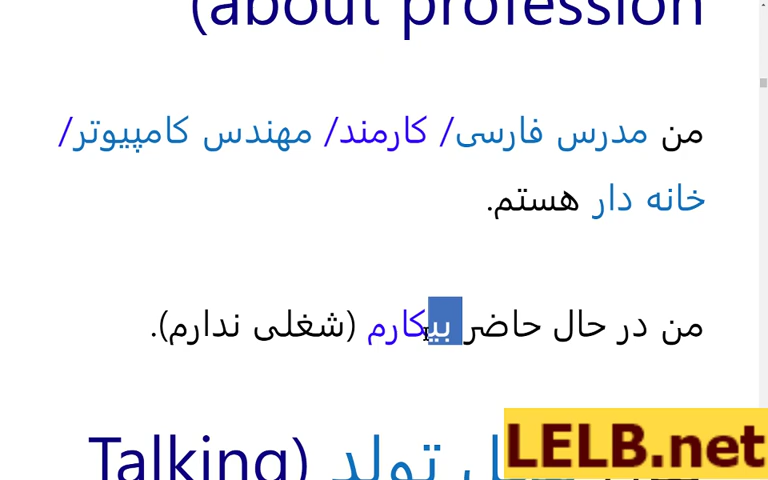 (about profession
من مدرس فارسی/ کارمند/ مهندس کامپیوتر/
خانه دار هستم.
من در حال حاضر بیکارم (شغلی ندارم).
تولد (Talking
LELB.net